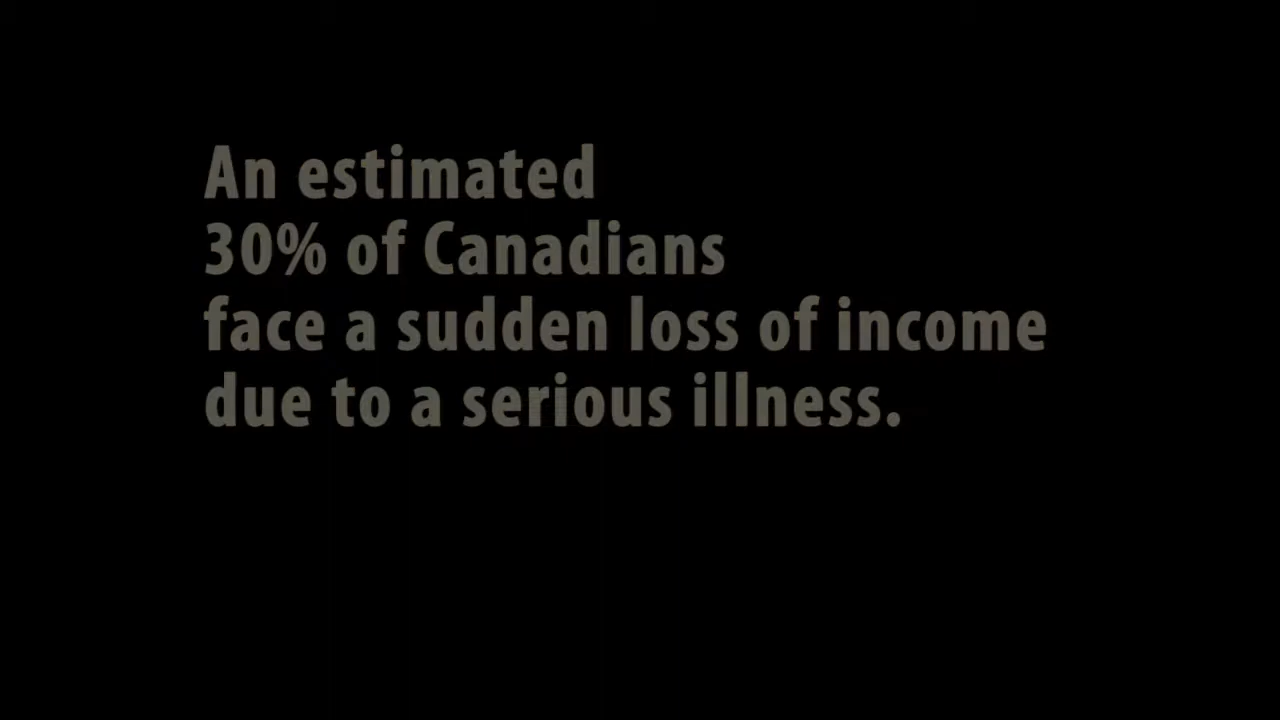 An estimated
30% of Canadians
face a sudden loss of income
due to a serious illness.